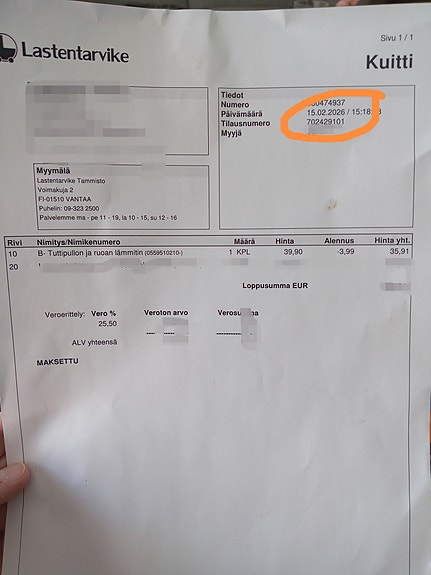 Sivu 1 / 1
Lastentarvike
Kuitti
Tiedot
Numero 30474937
Päivämäärä 15.02.2026 / 15:18
Tilausnumero 702429101
Myyjä
Myymälä
Lastentarvike Tammisto
Voimakuja 2
FI-01510 VANTAA
Puhelin: 09-323 2500
Palvelemme ma - pe 11 - 19, la 10 - 15, su 12 - 16
Rivi Nimitys/Nimikenumero Määrä Hinta Alennus Hinta yht.
10 B- Tuttipullon ja ruoan lämmitin (0559510210-) 1 KPL 39,90 -3,99 35,91
20
Loppusumma EUR
Veroerittely: Vero % Veroton arvo
25,50
ALV yhteensä
MAKSETTU